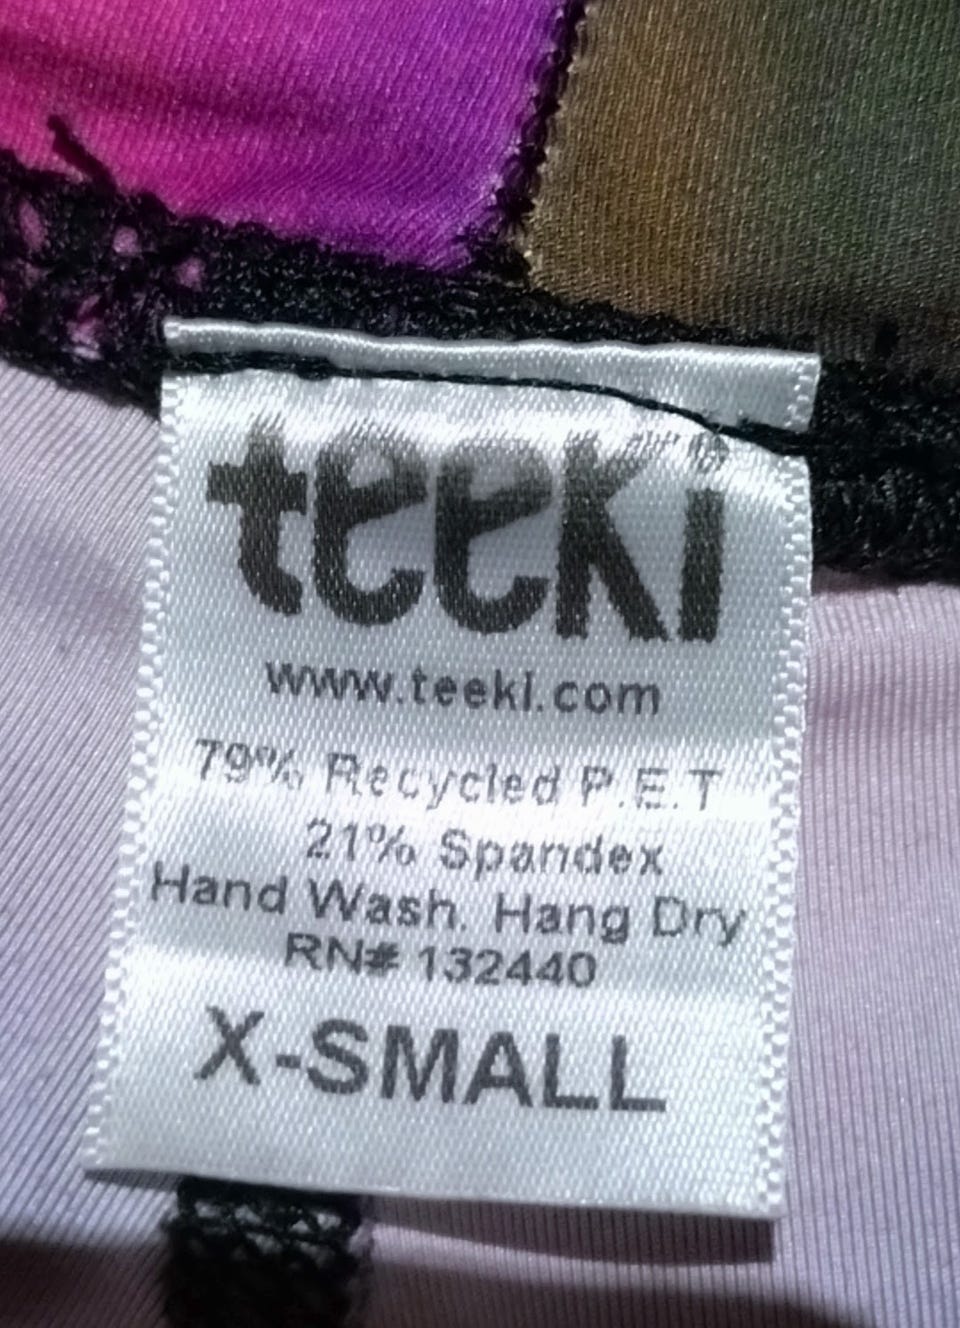 teeki
www.teeki.com
79% Recycled P.E.T
21% Spandex
Hand Wash. Hang Dry
RN# 132440
X-SMALL